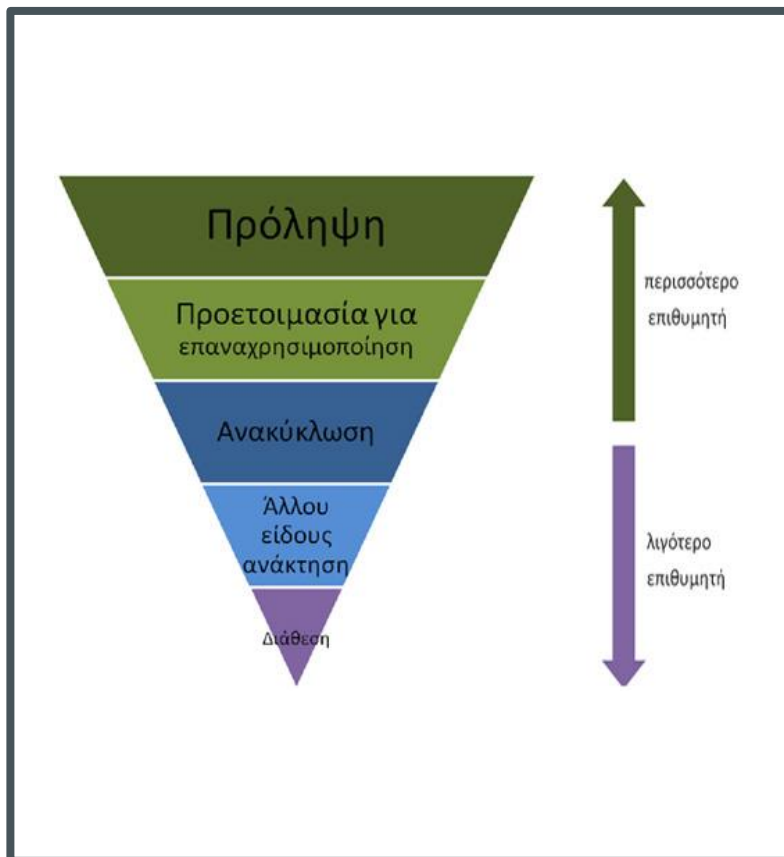 Πρόληψη
Προετοιμασία για
επαναχρησιμοποίηση
Ανακύκλωση
Άλλου
είδους
ανάκτηση
Διάθεση
περισσότερο
επιθυμητή
λιγότερο
επιθυμητή